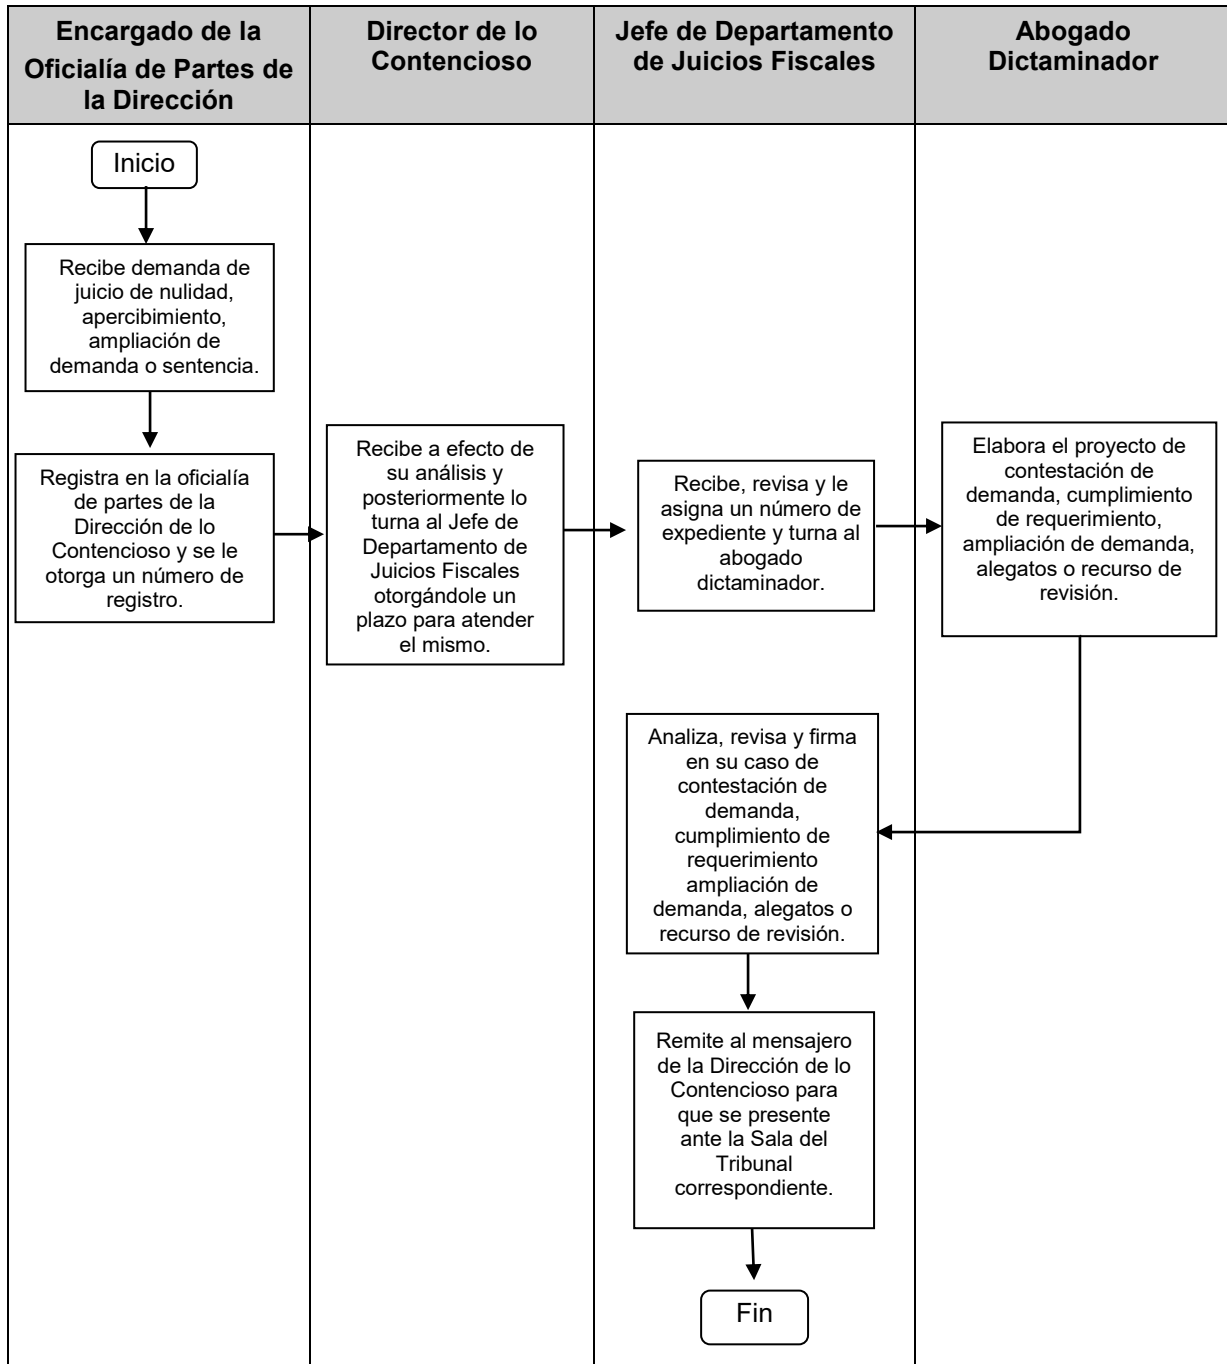 Encargado de la
Oficialía de Partes de
la Dirección
Director de lo
Contencioso
Jefe de Departamento
de Juicios Fiscales
Abogado
Dictaminador
Inicio
Recibe demanda de
juicio de nulidad,
apercibimiento,
ampliación de
demanda o sentencia.
Registra en la oficialía
de partes de la
Dirección de lo
Contencioso y se le
otorga un número de
registro.
Recibe a efecto de
su análisis y
posteriormente lo
turna al Jefe de
Departamento de
Juicios Fiscales
otorgándole un
plazo para atender
el mismo.
Recibe, revisa y le
asigna un número de
expediente y turna al
abogado
dictaminador.
Elabora el proyecto de
contestación de
demanda, cumplimiento
de requerimiento,
ampliación de demanda,
alegatos o recurso de
revisión.
Analiza, revisa y firma
en su caso de
contestación de
demanda,
cumplimiento de
requerimiento
ampliación de
demanda, alegatos o
recurso de revisión.
Remite al mensajero
de la Dirección de lo
Contencioso para
que se presente
ante la Sala del
Tribunal
correspondiente.
Fin